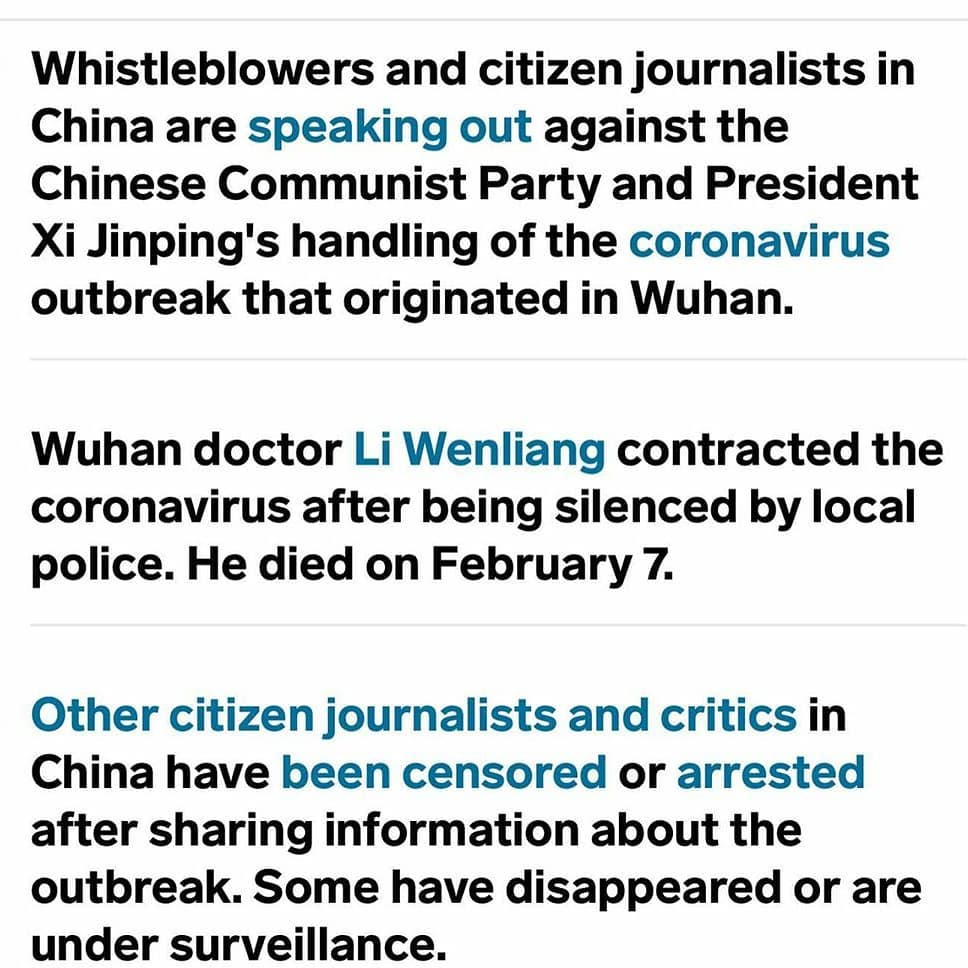 Whistleblowers and citizen journalists in
China are speaking out against the
Chinese Communist Party and President
Xi Jinping's handling of the coronavirus
outbreak that originated in Wuhan.
Wuhan doctor Li Wenliang contracted the
coronavirus after being silenced by local
police. He died on February 7.
Other citizen journalists and critics in
China have been censored or arrested
after sharing information about the
outbreak. Some have disappeared or are
under surveillance.